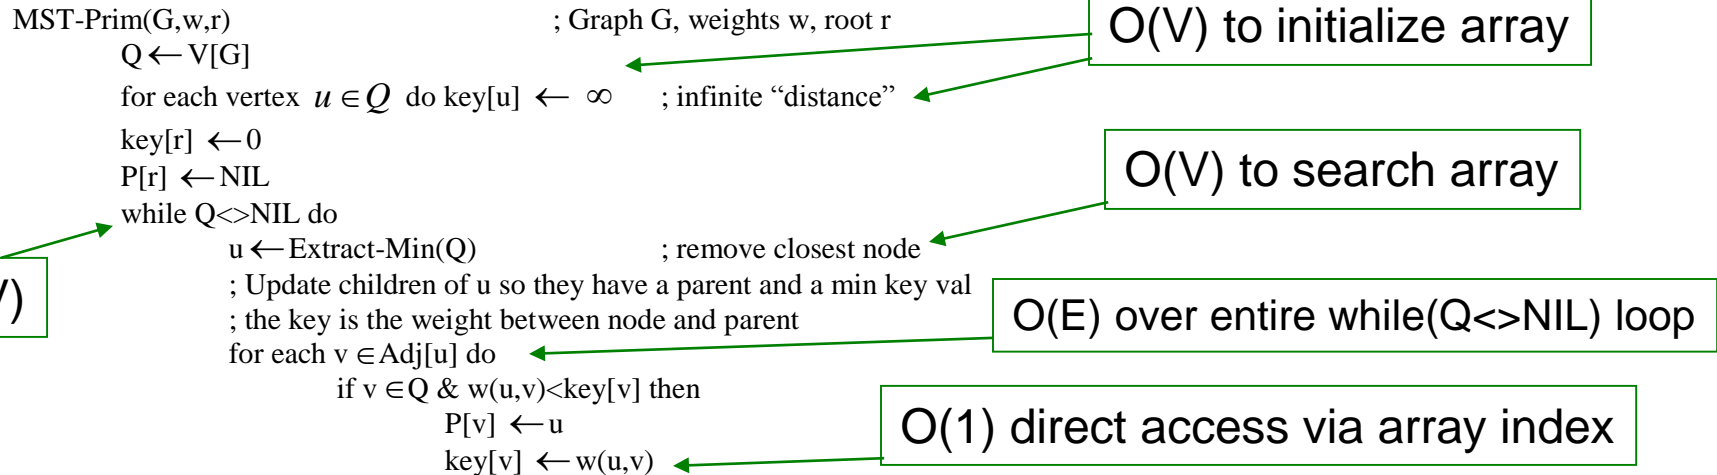 MST-Prim(G,w,r) ; Graph G, weights w, root r
O(V) to initialize array
Q ← V[G]
for each vertex u ∈ Q do key[u] ← ∞ ; infinite “distance”
key[r] ← 0
P[r] ← NIL
O(V) to search array
while Q<>NIL do
u ← Extract-Min(Q) ; remove closest node
; Update children of u so they have a parent and a min key val
; the key is the weight between node and parent
O(E) over entire while(Q<>NIL) loop
for each v ∈ Adj[u] do
if v ∈ Q & w(u,v)<key[v] then
P[v] ← u
O(1) direct access via array index
key[v] ← w(u,v)